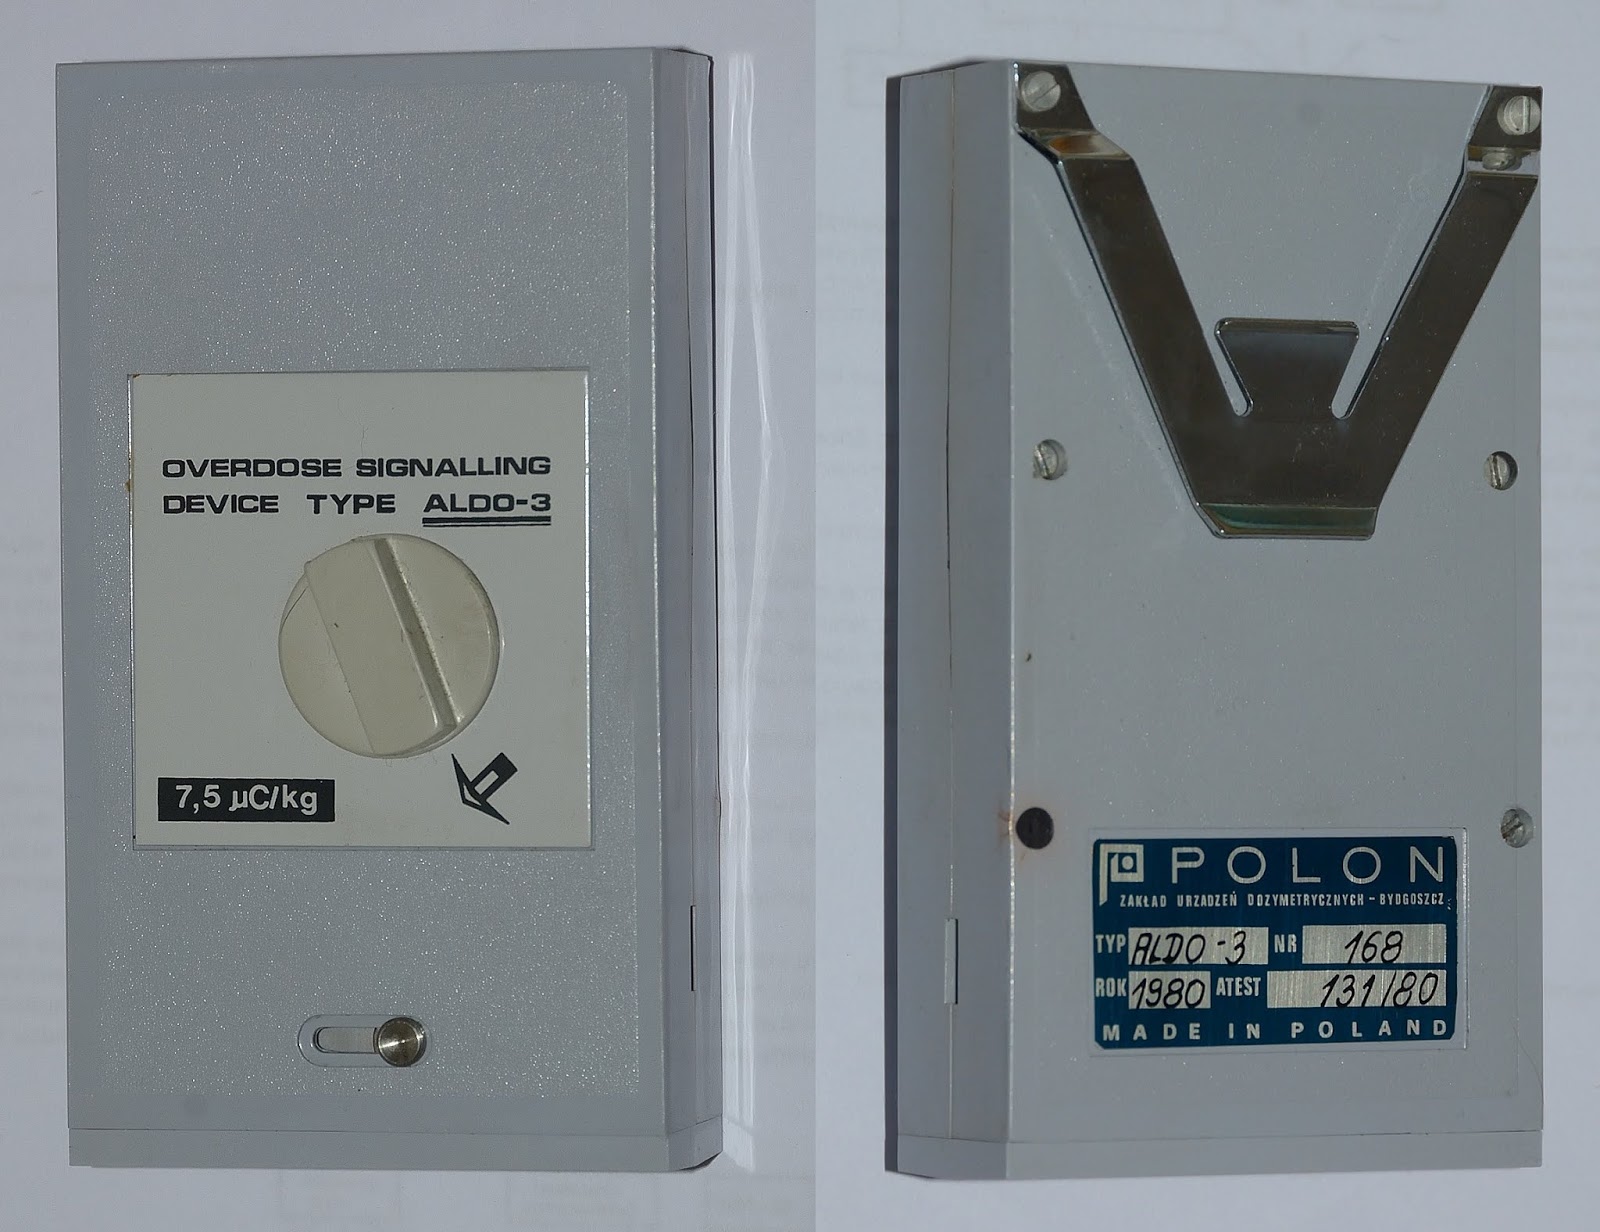 OVERDOSE SIGNALLING
DEVICE TYPE ALDO-3
7,5 µC/kg
POLON
ZAKŁAD URZADZEŃ DOZYMETRYCZNYCH - BYDGOSZCZ
TYP ALDO-3 NR 168
ROK 1980 ATEST 131/80
MADE IN POLAND